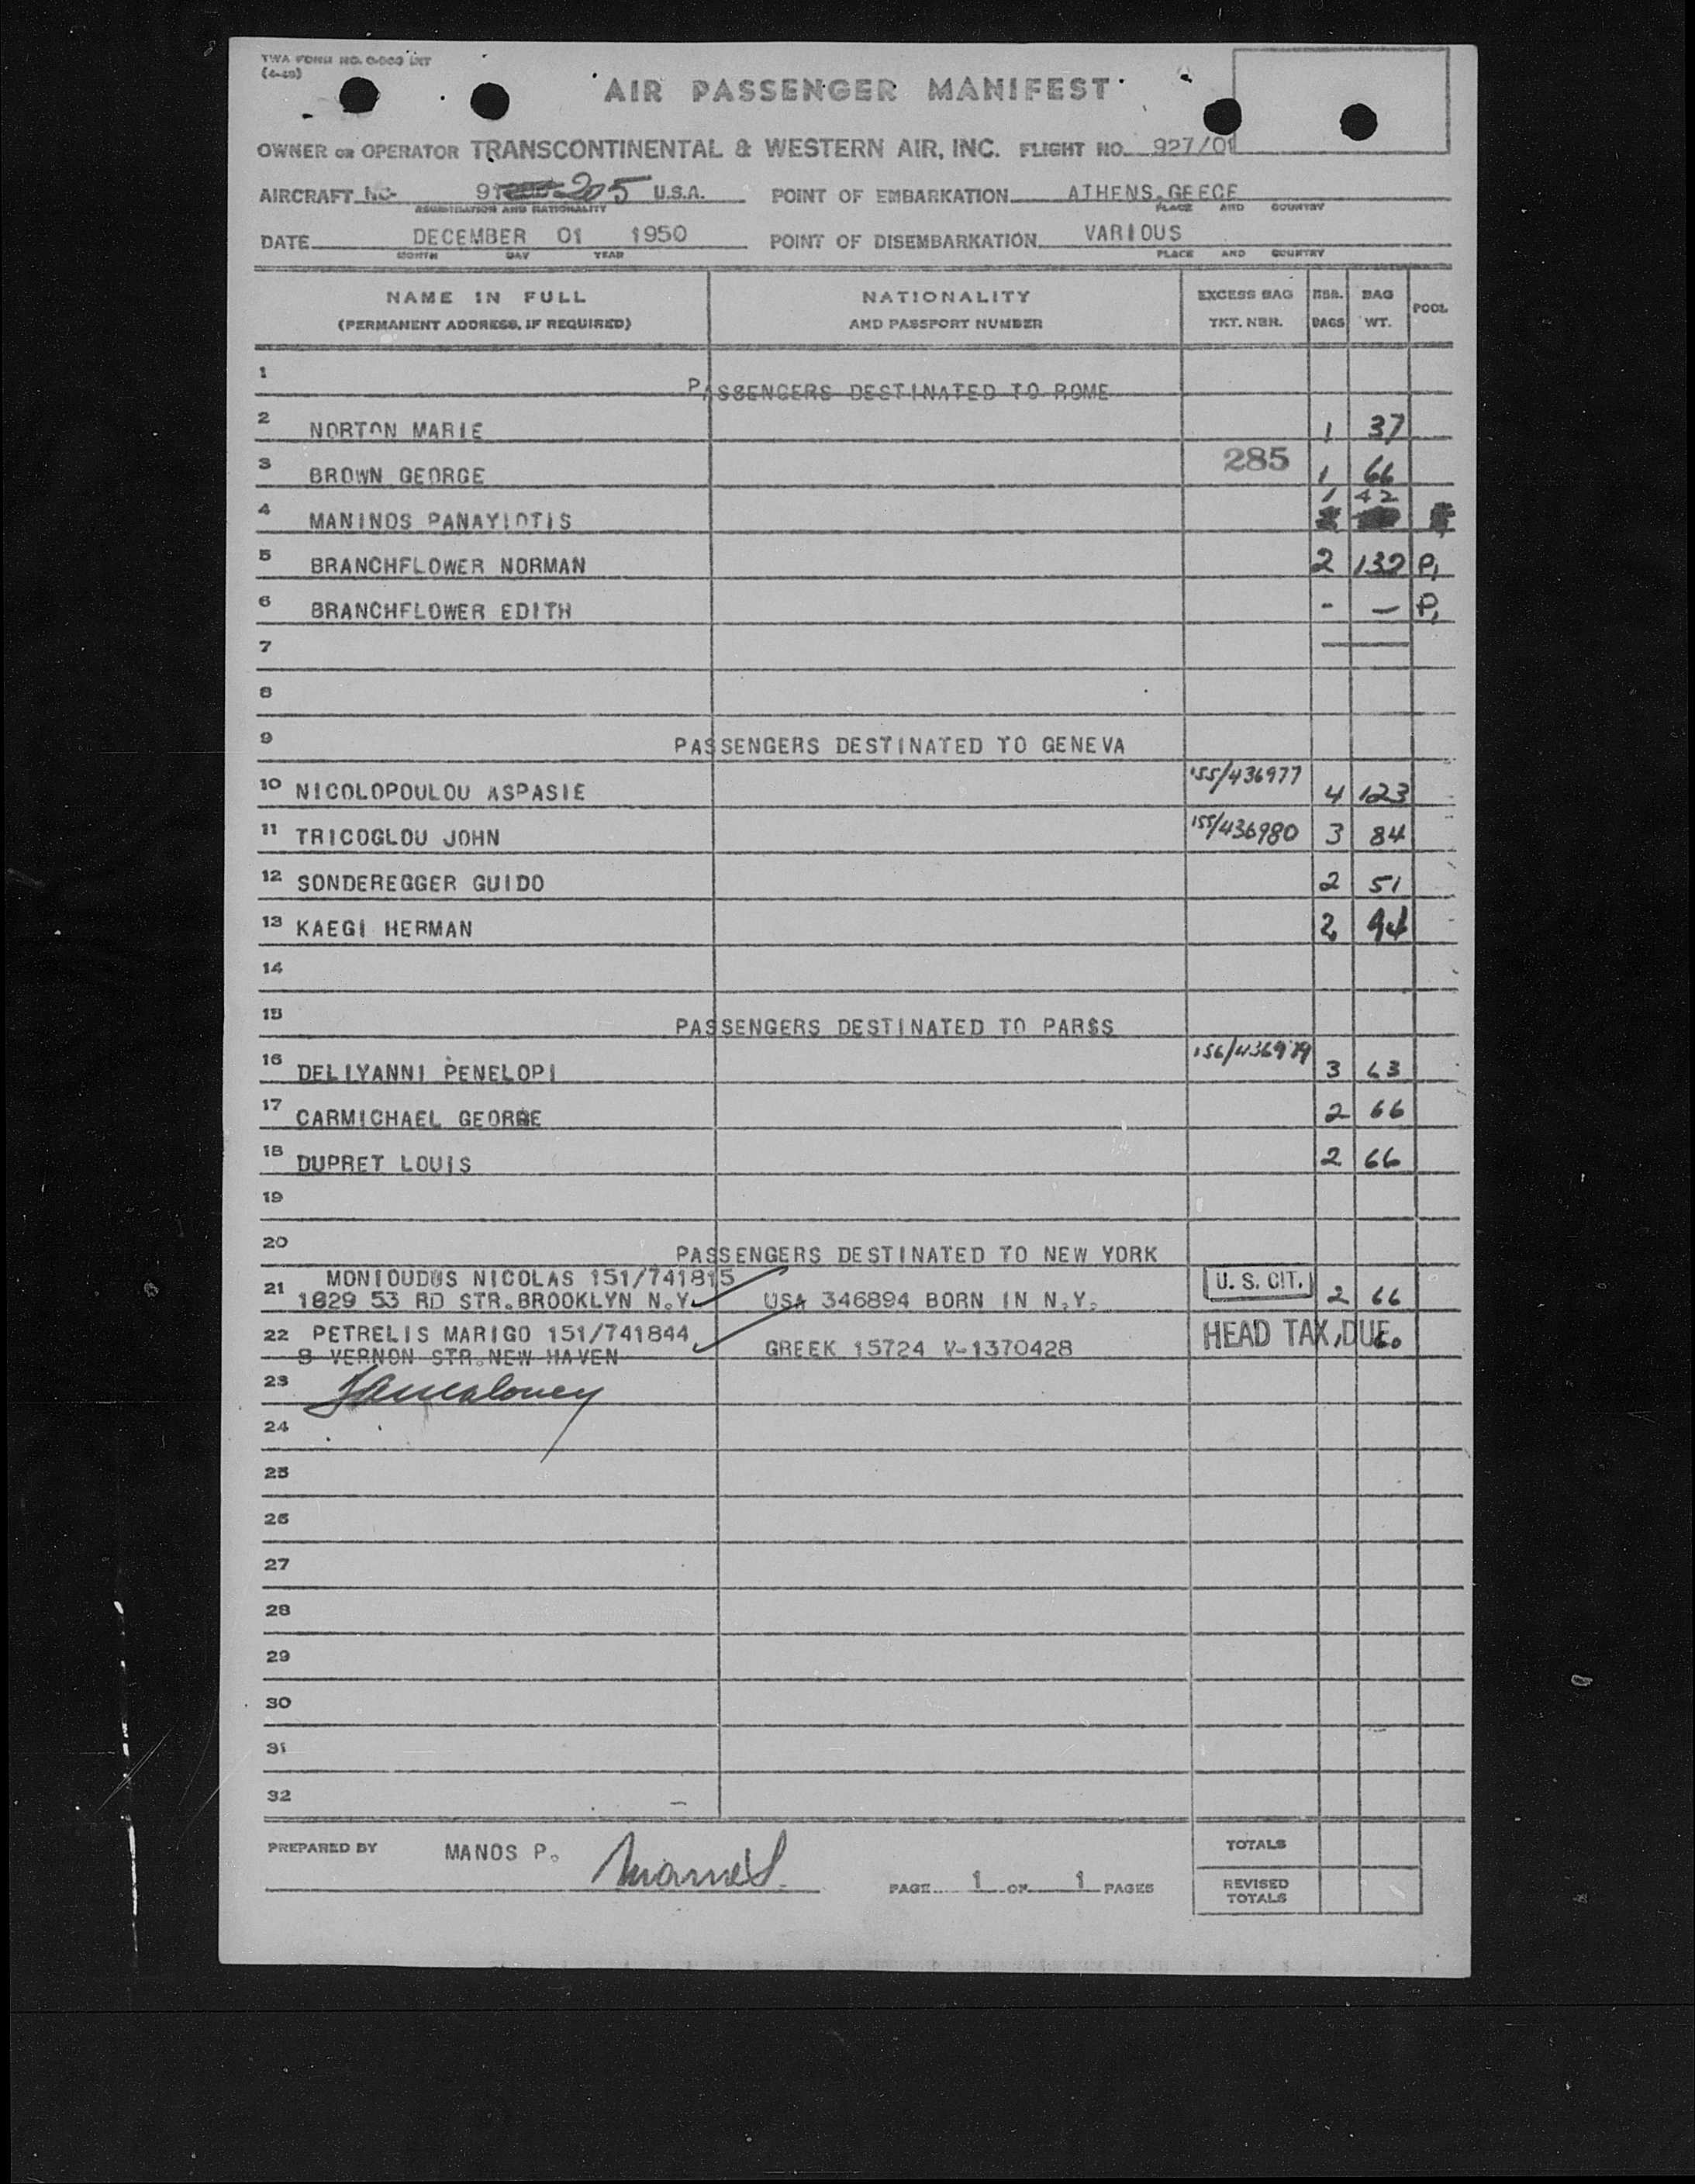 TWA FORM NO.
AIR PASSENGER MANIFEST
OWNER OR OPERATOR TRANSCONTINENTAL & WESTERN AIR, INC. FLIGHT NO. 927/01
AIRCRAFT NO 91 205 U.S.A. POINT OF EMBARKATION ATHENS,GEECE
REGISTRATION AND NATIONALITY PLACE AND COUNTRY
DATE DECEMBER 01 1950 POINT OF DISEMBARKATION VARIOUS
MONTH DAY YEAR PLACE AND COUNTRY
NAME IN FULL NATIONALITY EXCESS BAG NBR. BAG POOL
(PERMANENT ADDRESS, IF REQUIRED) AND PASSPORT NUMBER TKT. NBR. BAGS WT.
1 PASSENGERS DESTINATED TO ROME
2 NORTON MARIE 1 37
3 BROWN GEORGE 285 1 66
4 MANINOS PANAYIOTIS 1 42
5 BRANCHFLOWER NORMAN 2 132 P1
6 BRANCHFLOWER EDITH - — P1
7
8
9 PASSENGERS DESTINATED TO GENEVA
10 NICOLOPOULOU ASPASIE 155/436977 4 123
11 TRICOGLOU JOHN 155/436980 3 84
12 SONDEREGGER GUIDO 2 51
13 KAEGI HERMAN 2 94
14
15 PASSENGERS DESTINATED TO PAR$S
16 DELIYANNI PENELOPI 156/436979 3 63
17 CARMICHAEL GEORGE 2 66
18 DUPRET LOUIS 2 66
19
20 PASSENGERS DESTINATED TO NEW YORK
MONIOUDOS NICOLAS 151/741815 U. S. CIT.
21 1829 53 RD STR.BROOKLYN N.Y. USA 346894 BORN IN N.Y. 2 66
22 PETRELIS MARIGO 151/741844 HEAD TAX DUE 1 60
8 VERNON STR.NEW HAVEN GREEK 15724 V-1370428
23
24
25
26
27
28
29
30
31
32
PREPARED BY MANOS P. TOTALS
PAGE 1 OF 1 PAGES REVISED
TOTALS